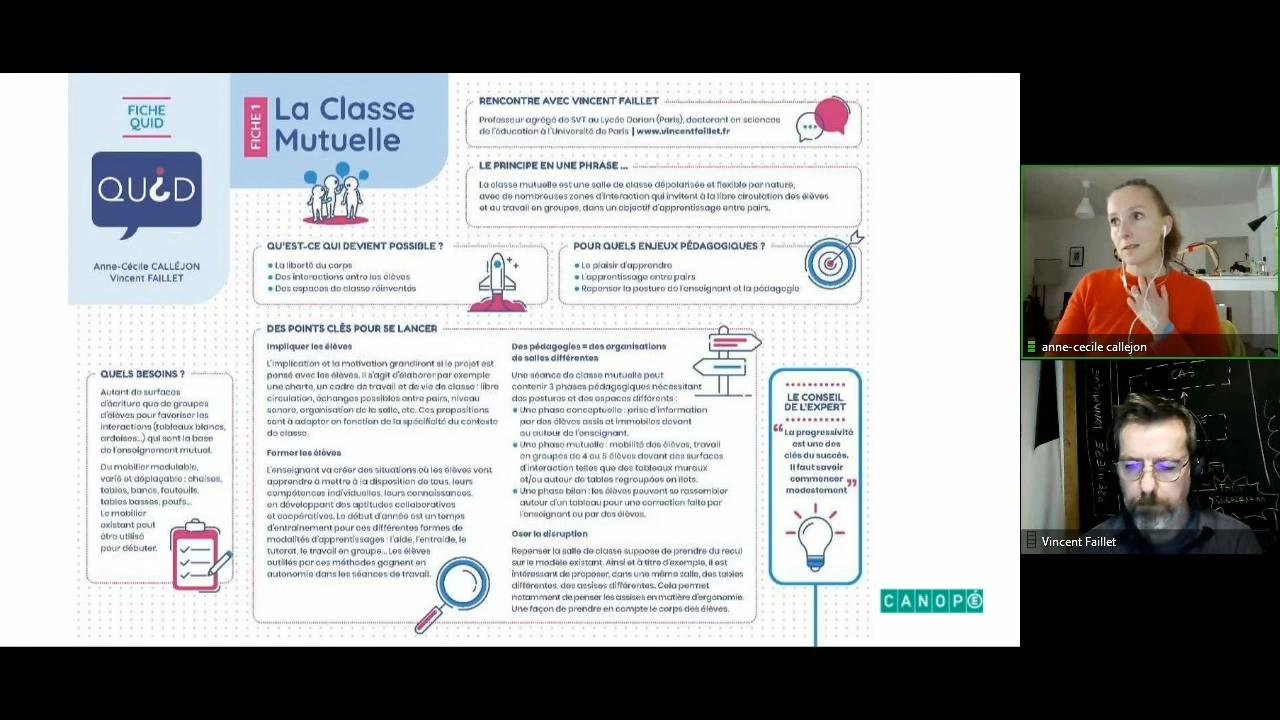 FICHE
QUID
QU¿D
Anne-Cécile CALLÉJON
Vincent FAILLET
FICHE 1
La Classe
Mutuelle
RENCONTRE AVEC VINCENT FAILLET
Professeur agrégé de SVT au Lycée Dorian (Paris), doctorant en sciences
de l'éducation à l'Université de Paris | www.vincentfaillet.fr
LE PRINCIPE EN UNE PHRASE ...
La classe mutuelle est une salle de classe dépolarisée et flexible par nature,
avec de nombreuses zones d'interaction qui invitent à la libre circulation des élèves
et au travail en groupes, dans un objectif d'apprentissage entre pairs.
QU'EST-CE QUI DEVIENT POSSIBLE ?
• La liberté du corps
• Des interactions entre les élèves
• Des espaces de classe réinventés
POUR QUELS ENJEUX PÉDAGOGIQUES ?
• Le plaisir d'apprendre
• L'apprentissage entre pairs
• Repenser la posture de l'enseignant et la pédagogie
QUELS BESOINS ?
Autant de surfaces
d'écriture que de groupes
d'élèves pour favoriser les
interactions (tableaux blancs,
ardoises...) qui sont la base
de l'enseignement mutuel.
Du mobilier modulable,
varié et déplaçable : chaises,
tables, bancs, fauteuils,
tables basses, poufs...
Le mobilier
existant peut
être utilisé
pour débuter.
DES POINTS CLÉS POUR SE LANCER
Impliquer les élèves
L'implication et la motivation grandiront si le projet est
pensé avec les élèves. Il s'agit d'élaborer par exemple
une charte, un cadre de travail et de vie de classe : libre
circulation, échanges possibles entre pairs, niveau
sonore, organisation de la salle, etc. Ces propositions
sont à adapter en fonction de la spécificité du contexte
de classe.
Former les élèves
L'enseignant va créer des situations où les élèves vont
apprendre à mettre à la disposition de tous, leurs
compétences individuelles, leurs connaissances,
en développant des aptitudes collaboratives
et coopératives. Le début d'année est un temps
d'entraînement pour ces différentes formes de
modalités d'apprentissages : l'aide, l'entraide, le
tutorat, le travail en groupe... Les élèves
outillés par ces méthodes gagnent en
autonomie dans les séances de travail.
Des pédagogies = des organisations
de salles différentes
Une séance de classe mutuelle peut
contenir 3 phases pédagogiques nécessitant
des postures et des espaces différents :
• Une phase conceptuelle : prise d'information
par des élèves assis et immobiles devant
ou autour de l'enseignant.
• Une phase mutuelle : mobilité des élèves, travail
en groupes de 4 ou 5 élèves devant des surfaces
d'interaction telles que des tableaux muraux
et/ou autour de tables regroupées en îlots.
• Une phase bilan : les élèves peuvent se rassembler
autour d'un tableau pour une correction faite par
l'enseignant ou par des élèves.
Oser la disruption
Repenser la salle de classe suppose de prendre du recul
sur le modèle existant. Ainsi et à titre d'exemple, il est
intéressant de proposer, dans une même salle, des tables
différentes, des assises différentes. Cela permet
notamment de penser les assises en matière d'ergonomie.
Une façon de prendre en compte le corps des élèves.
LE CONSEIL
DE L'EXPERT
“La progressivité
est une des
clés du succès.
Il faut savoir
commencer
modestement”
CANOPÉ
anne-cecile callejon
Vincent Faillet